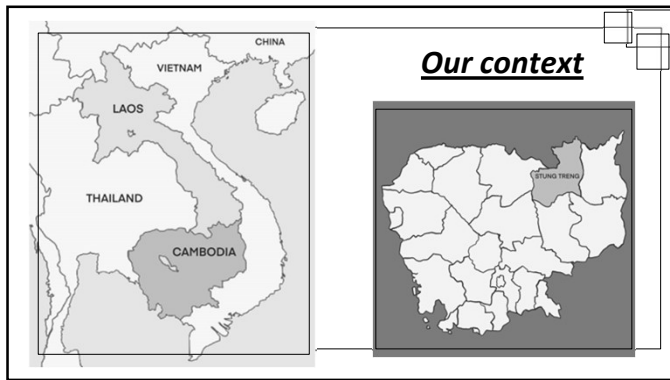 Our context
CHINA
VIETNAM
LAOS
THAILAND
CAMBODIA
STUNG TRENG